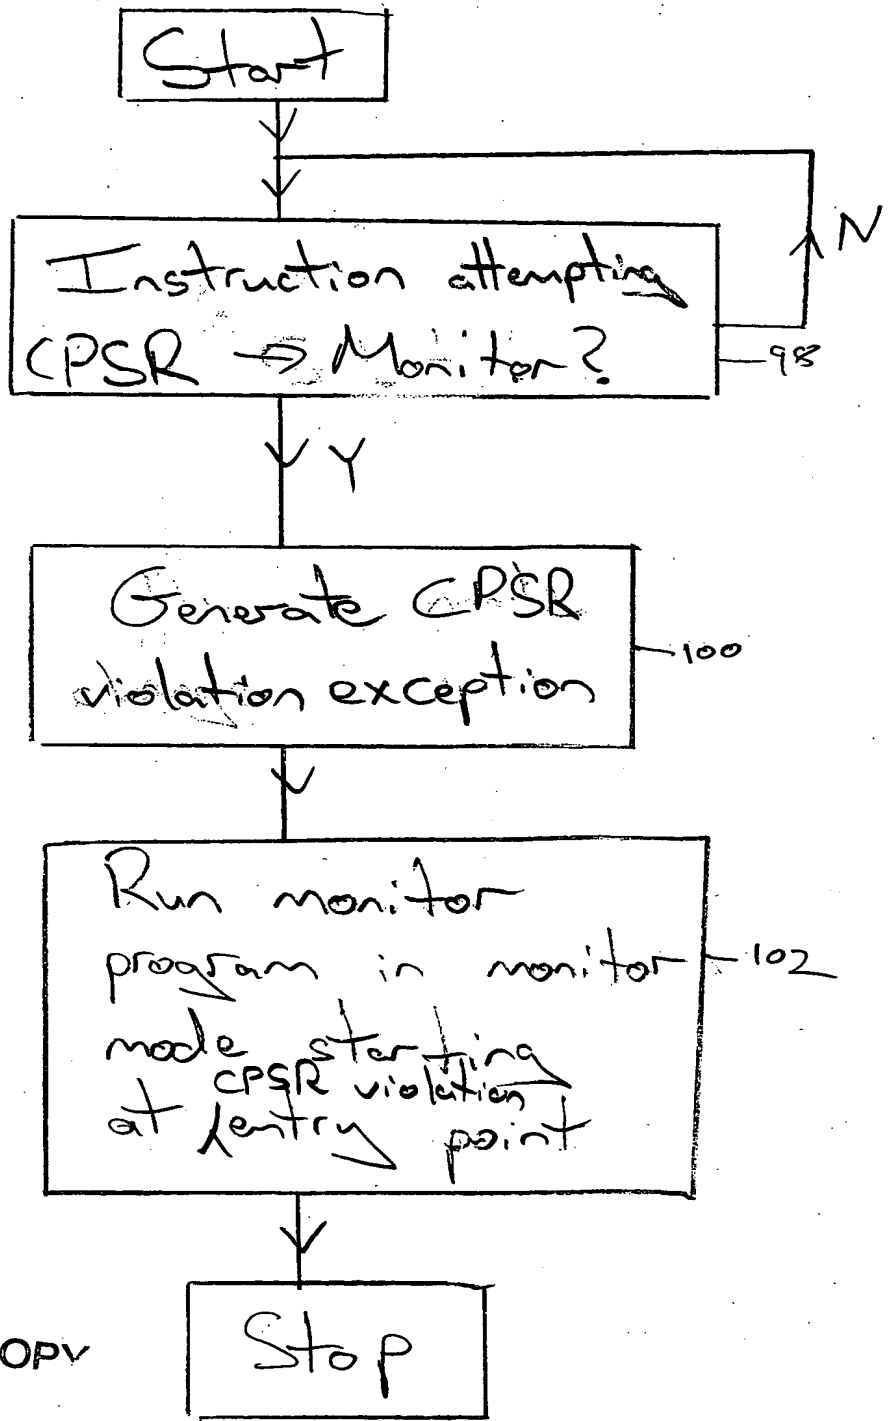 Start
N
Instruction attempting
CPSR → Monitor?
98
Y
Generate CPSR
violation exception
100
Run monitor
program in monitor
102
mode starting
CPSR violation
at entry point
Stop
OPY